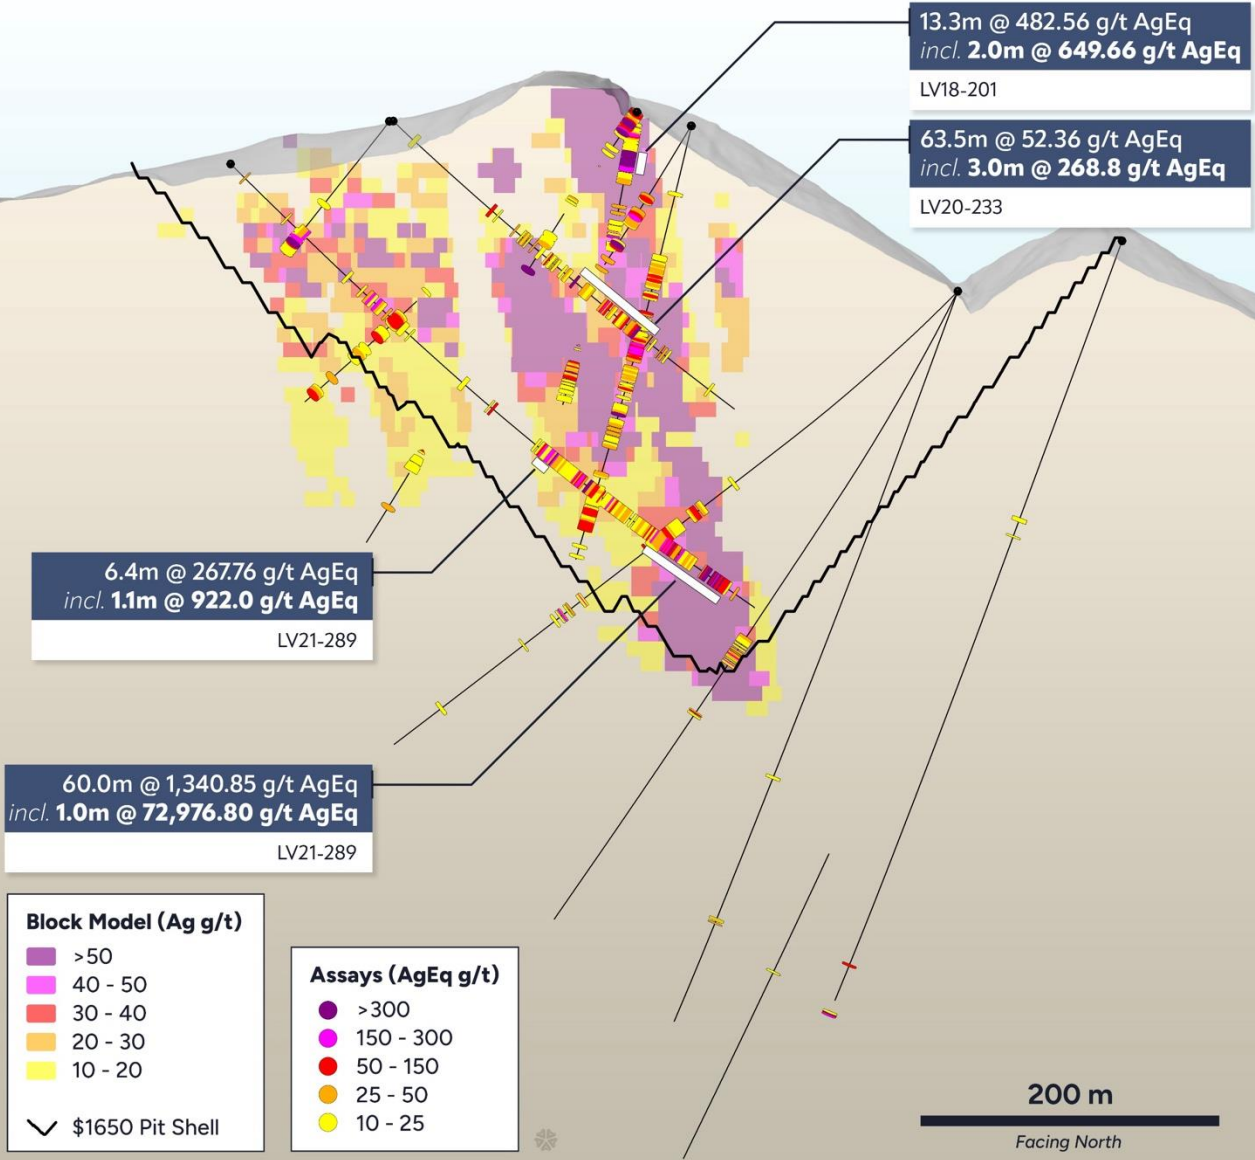 13.3m @ 482.56 g/t AgEq
incl. 2.0m @ 649.66 g/t AgEq
LV18-201
63.5m @ 52.36 g/t AgEq
incl. 3.0m @ 268.8 g/t AgEq
LV20-233
6.4m @ 267.76 g/t AgEq
incl. 1.1m @ 922.0 g/t AgEq
LV21-289
60.0m @ 1,340.85 g/t AgEq
incl. 1.0m @ 72,976.80 g/t AgEq
LV21-289
Block Model (Ag g/t)
>50
40 - 50
30 - 40
20 - 30
10 - 20
$1650 Pit Shell
Assays (AgEq g/t)
>300
150 - 300
50 - 150
25 - 50
10 - 25
200 m
Facing North